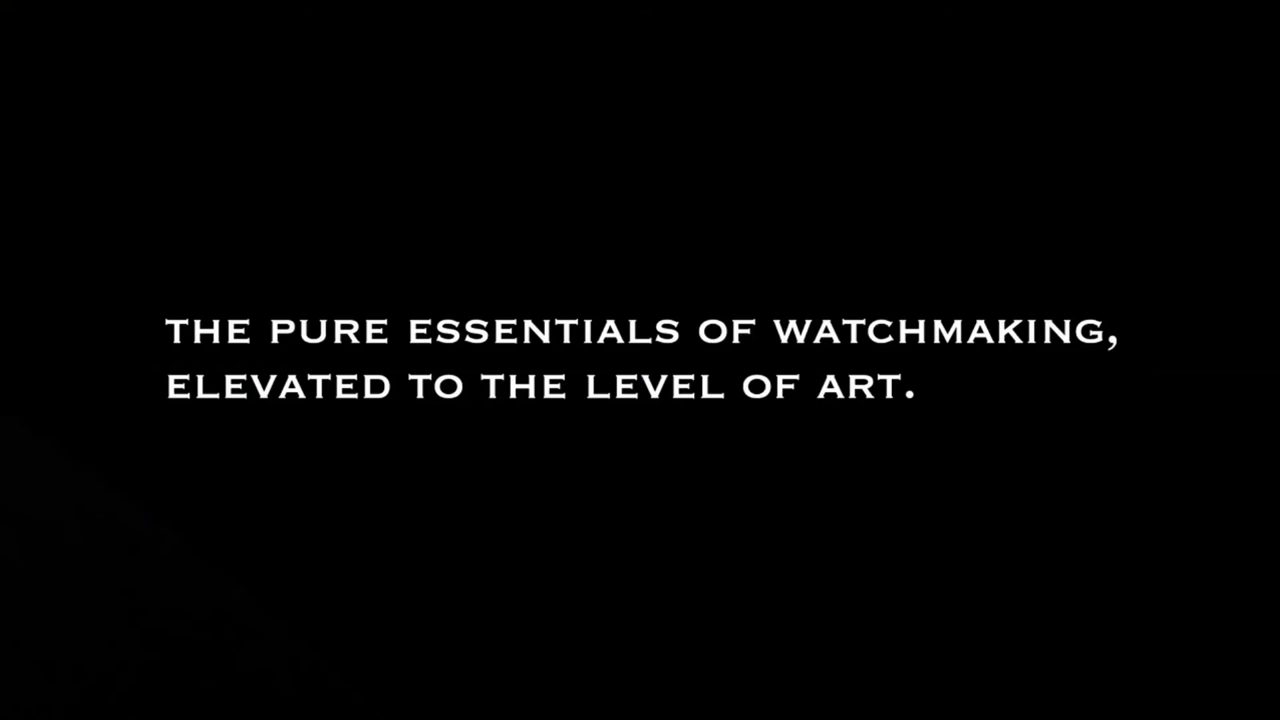 THE PURE ESSENTIALS OF WATCHMAKING,
ELEVATED TO THE LEVEL OF ART.